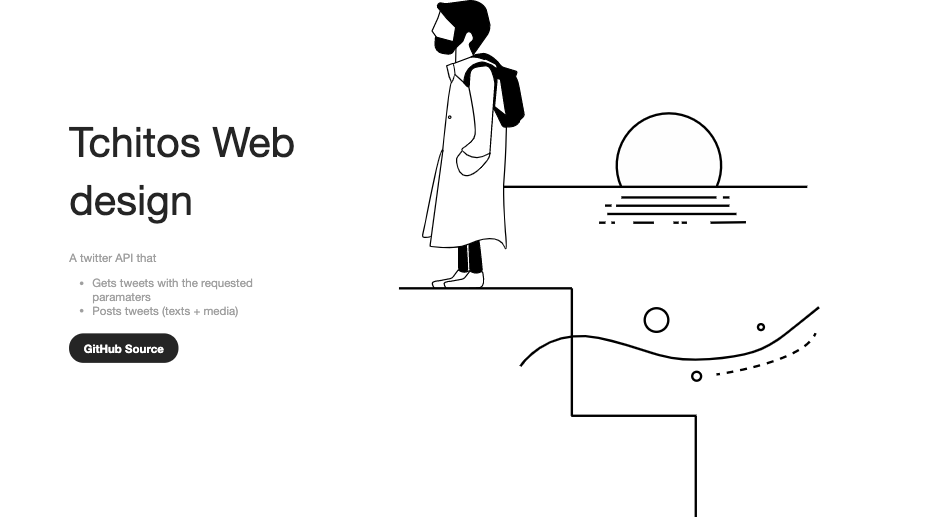 Tchitos Web
design
A twitter API that
• Gets tweets with the requested
paramaters
• Posts tweets (texts + media)
GitHub Source